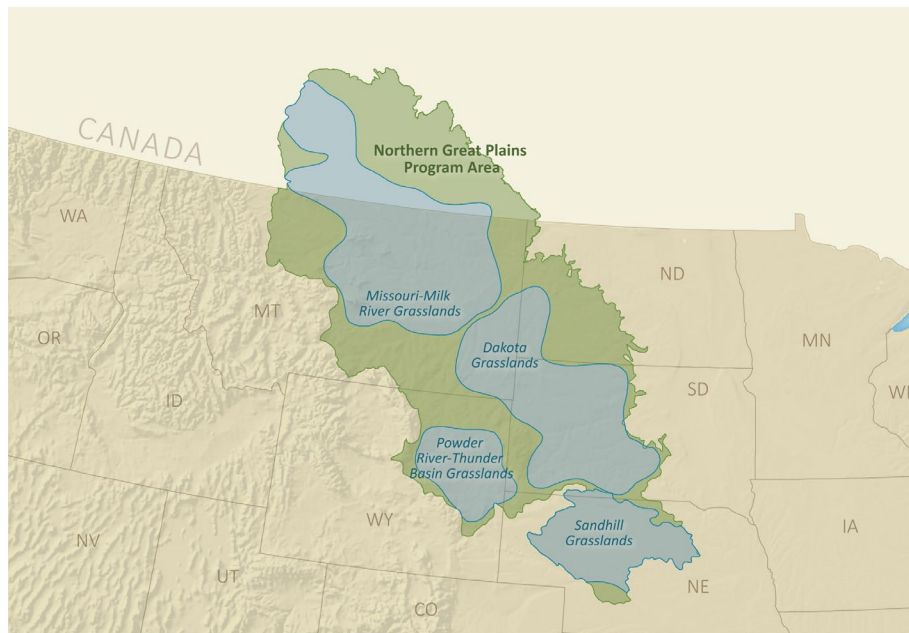 CANADA
Northern Great Plains
Program Area
WA
ND
Missouri-Milk
River Grasslands
MT
OR
MN
Dakota
Grasslands
SD
WI
ID
Powder
River-Thunder
Basin Grasslands
WY
Sandhill
Grasslands
IA
NV
UT
NE
CO